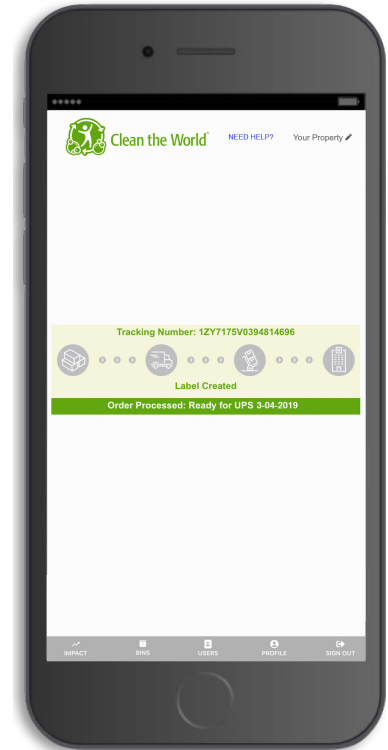 Clean the World
NEED HELP?
Your Property
Tracking Number: 1ZY7175V0394814696
Label Created
Order Processed: Ready for UPS 3-04-2019
IMPACT
BINS
USERS
PROFILE
SIGN OUT